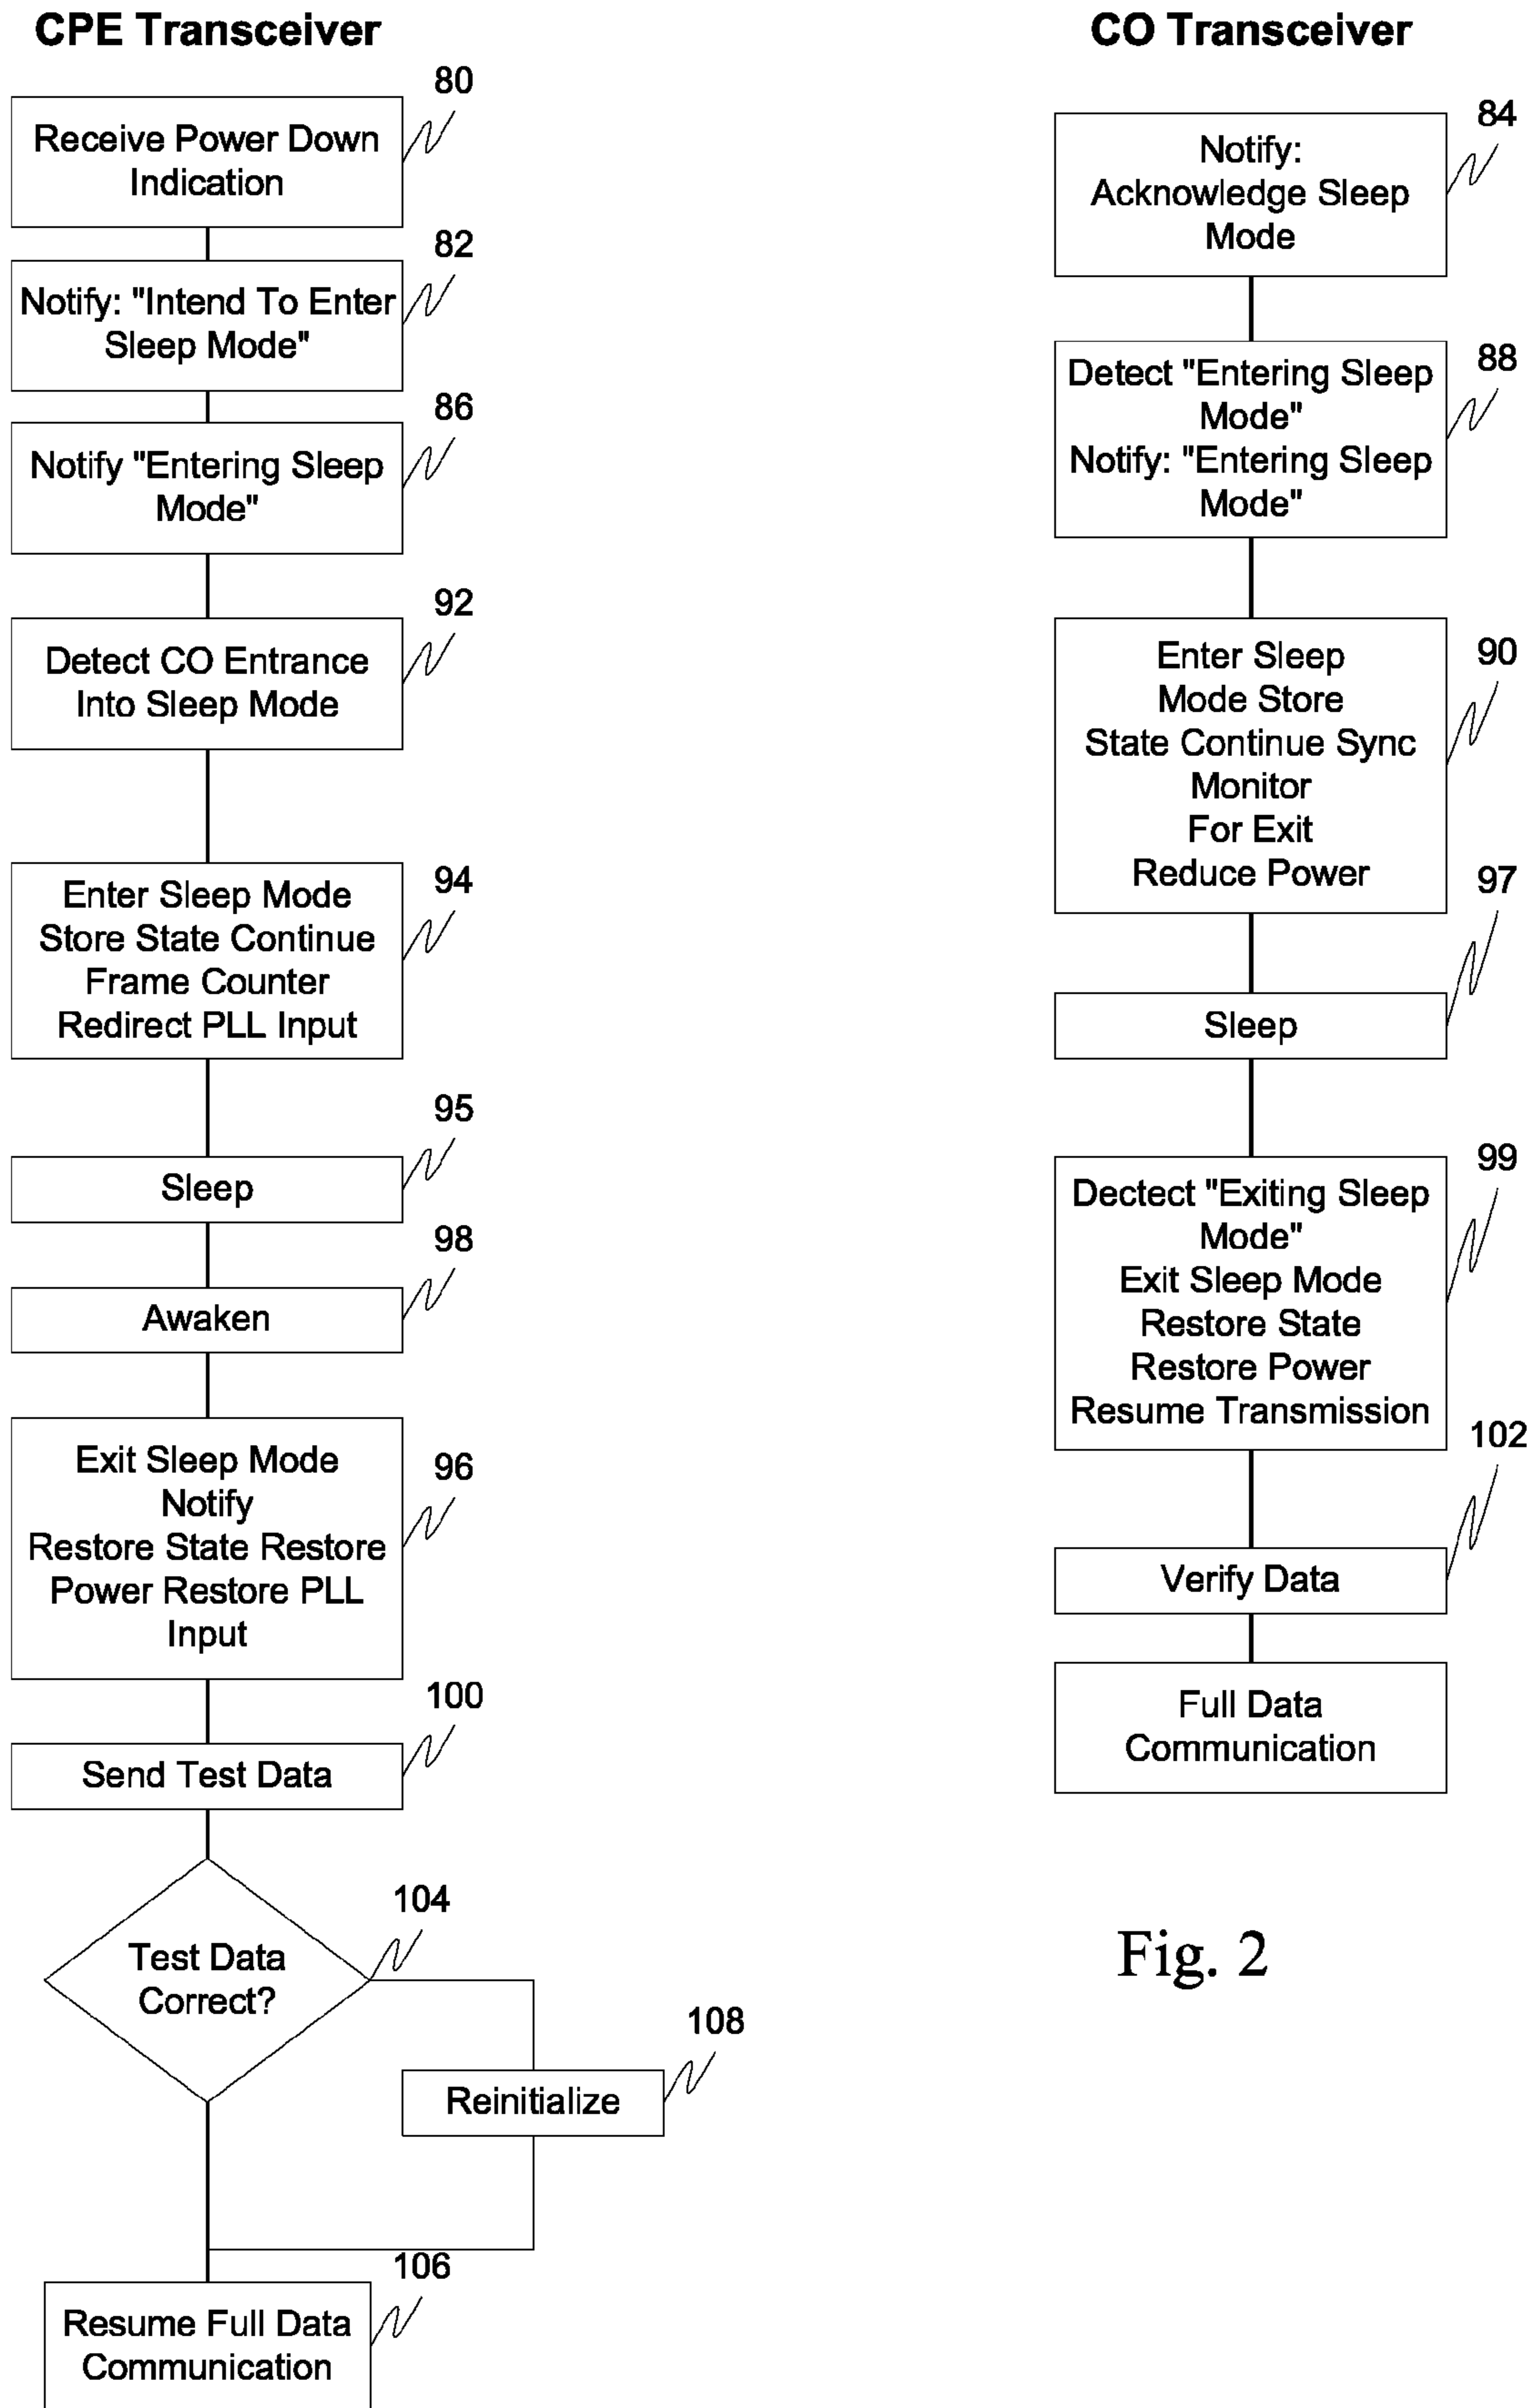 CPE Transceiver
80
Receive Power Down
Indication
82
Notify: "Intend To Enter
Sleep Mode"
86
Notify "Entering Sleep
Mode"
92
Detect CO Entrance
Into Sleep Mode
94
Enter Sleep Mode
Store State Continue
Frame Counter
Redirect PLL Input
95
Sleep
98
Awaken
96
Exit Sleep Mode
Notify
Restore State Restore
Power Restore PLL
Input
100
Send Test Data
104
Test Data
Correct?
108
Reinitialize
106
Resume Full Data
Communication
CO Transceiver
84
Notify:
Acknowledge Sleep
Mode
88
Detect "Entering Sleep
Mode"
Notify: "Entering Sleep
Mode"
90
Enter Sleep
Mode Store
State Continue Sync
Monitor
For Exit
Reduce Power
97
Sleep
99
Dectect "Exiting Sleep
Mode"
Exit Sleep Mode
Restore State
Restore Power
Resume Transmission
102
Verify Data
Full Data
Communication
Fig. 2